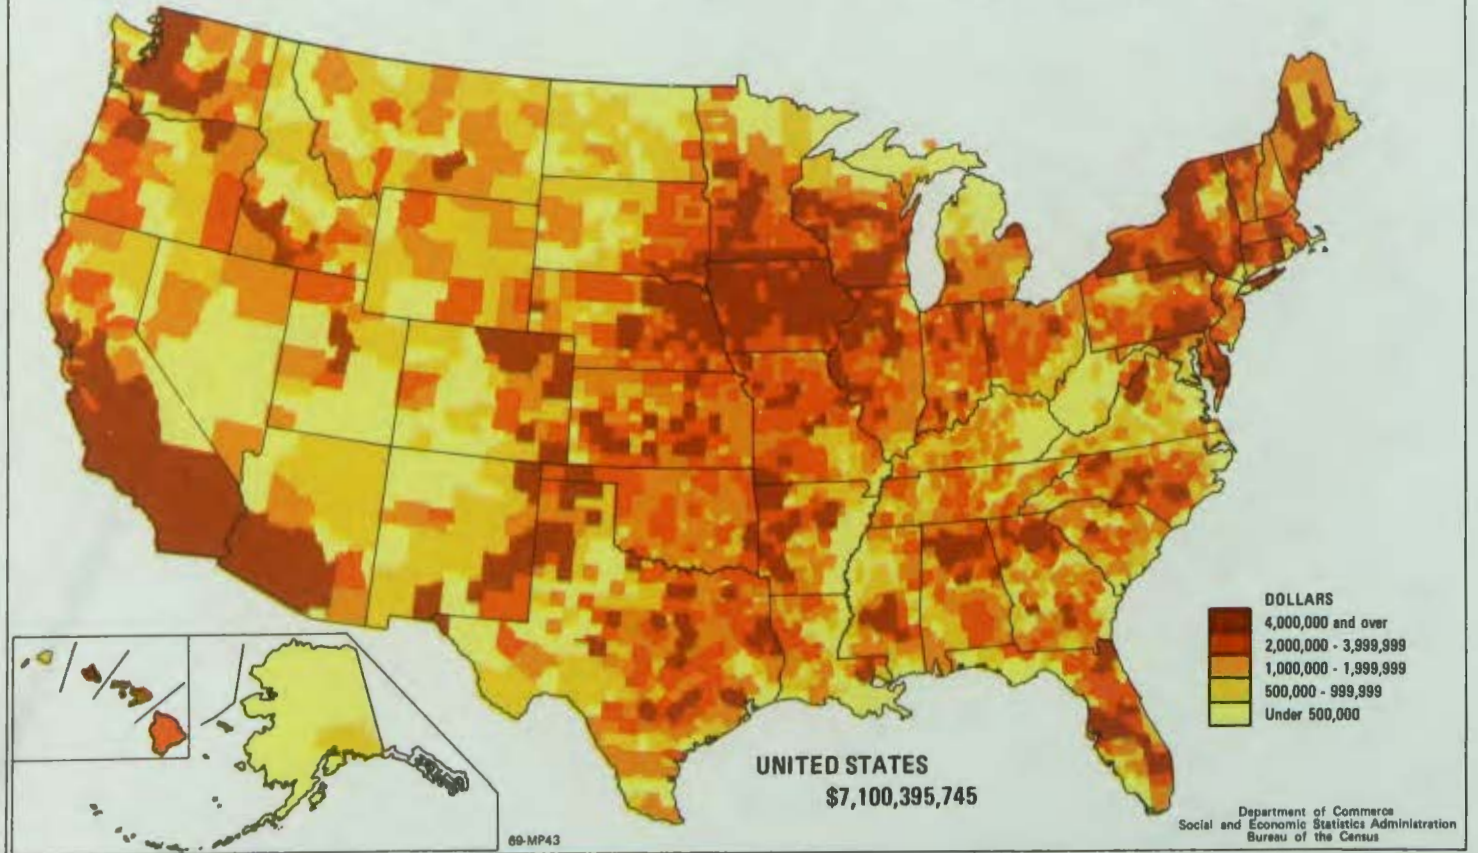 DOLLARS
4,000,000 and over
2,000,000 - 3,999,999
1,000,000 - 1,999,999
500,000 - 999,999
Under 500,000
UNITED STATES
$7,100,395,745
Department of Commerce
Social and Economic Statistics Administration
Bureau of the Census
69-MP43